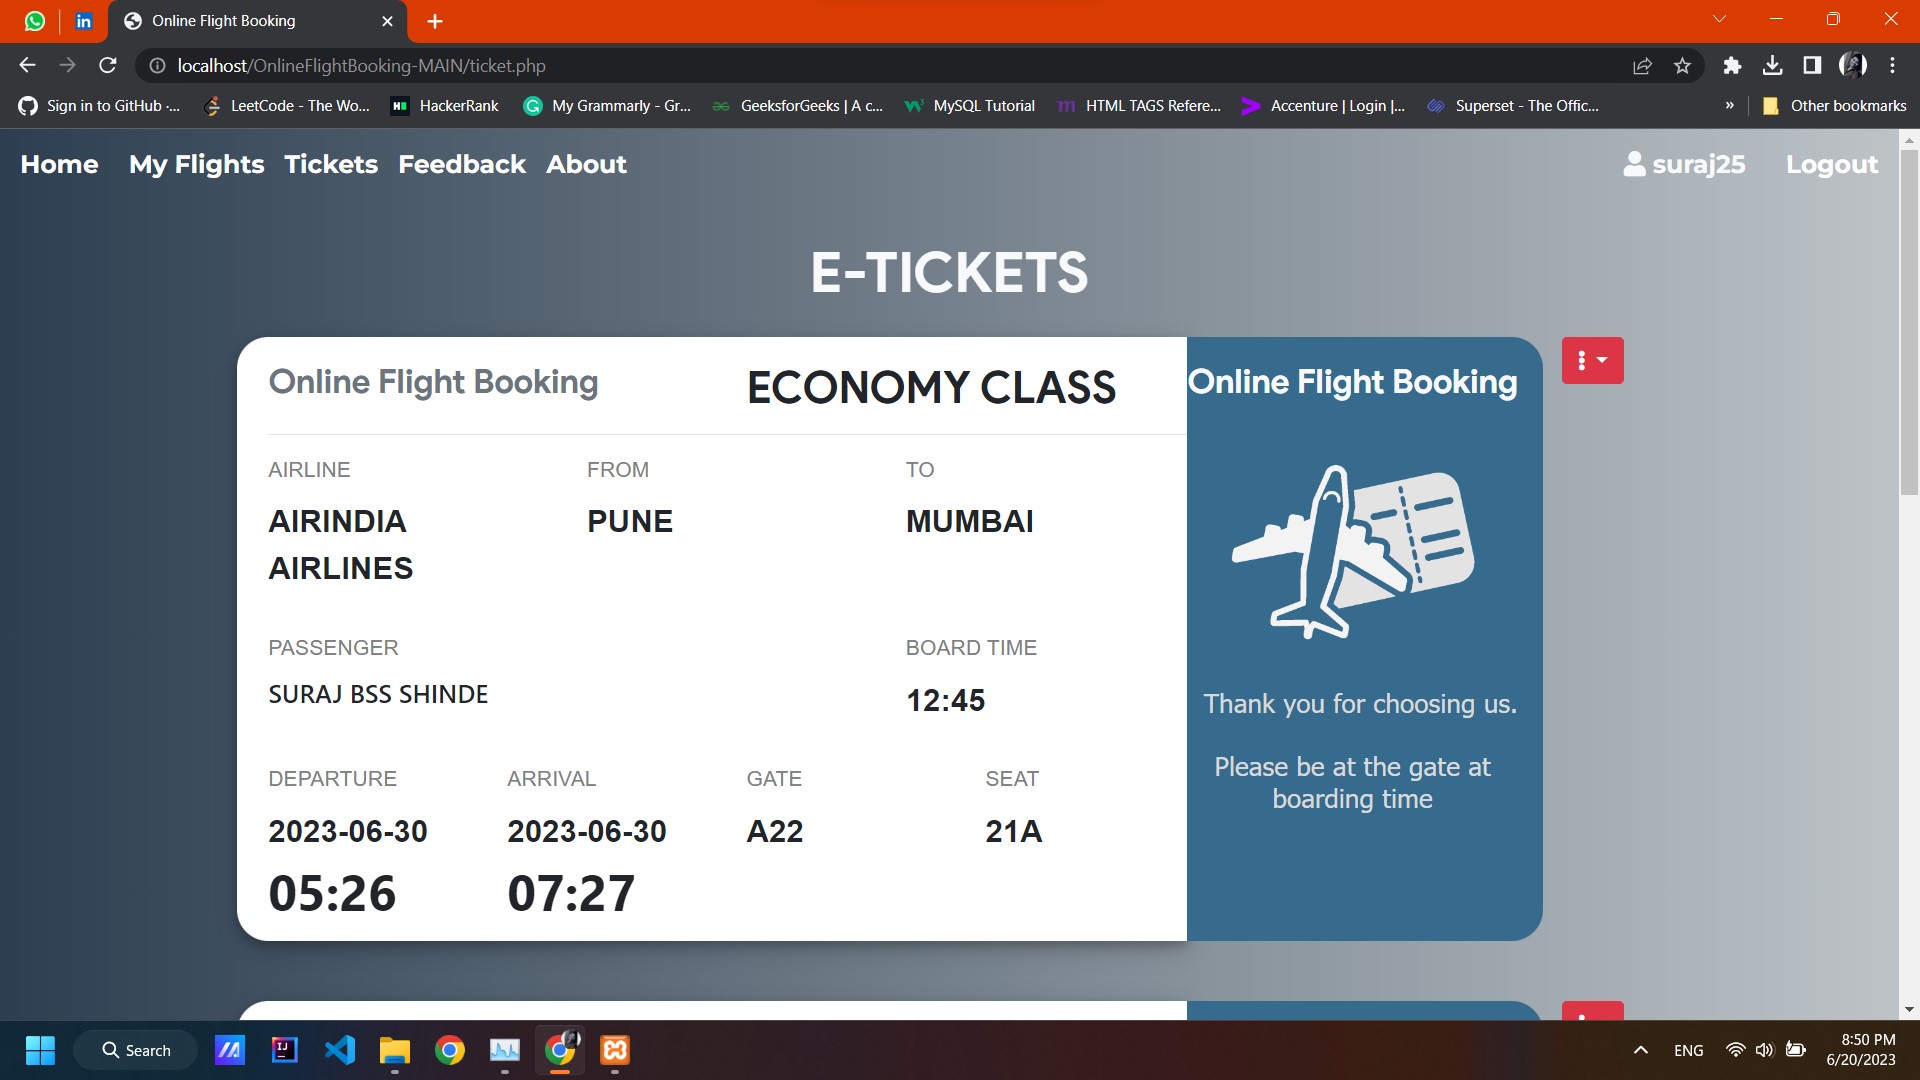 Online Flight Booking
localhost/OnlineFlightBooking-MAIN/ticket.php
Sign in to GitHub ·... LeetCode - The Wo... HackerRank My Grammarly - Gr... GeeksforGeeks | A c... MySQL Tutorial HTML TAGS Refere... Accenture | Login |... Superset - The Offic... » Other bookmarks
Home My Flights Tickets Feedback About suraj25 Logout
E-TICKETS
Online Flight Booking ECONOMY CLASS
AIRLINE FROM TO
AIRINDIA PUNE MUMBAI
AIRLINES
PASSENGER BOARD TIME
SURAJ BSS SHINDE 12:45
DEPARTURE ARRIVAL GATE SEAT
2023-06-30 2023-06-30 A22 21A
05:26 07:27
Online Flight Booking
Thank you for choosing us.
Please be at the gate at
boarding time
Search
ENG
8:50 PM
6/20/2023